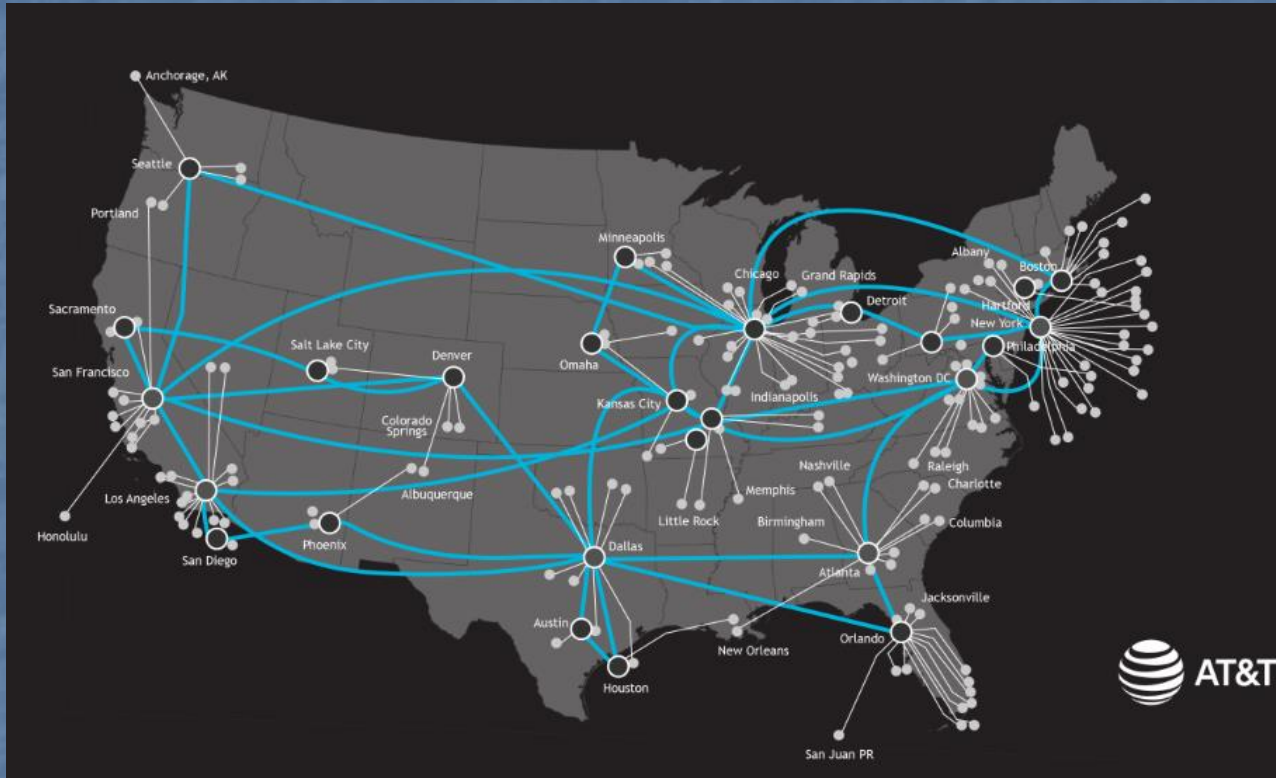 Anchorage, AK
Seattle
Portland
Minneapolis
Albany
Boston
Chicago
Grand Rapids
Detroit
Hartford
New York
Sacramento
Salt Lake City
Denver
Omaha
Philadelphia
San Francisco
Washington DC
Colorado
Springs
Kansas City
Indianapolis
Nashville
Raleigh
Charlotte
Los Angeles
Albuquerque
Memphis
Little Rock
Birmingham
Columbia
Honolulu
San Diego
Phoenix
Dallas
Atlanta
Jacksonville
Austin
New Orleans
Orlando
Houston
AT&T
San Juan PR